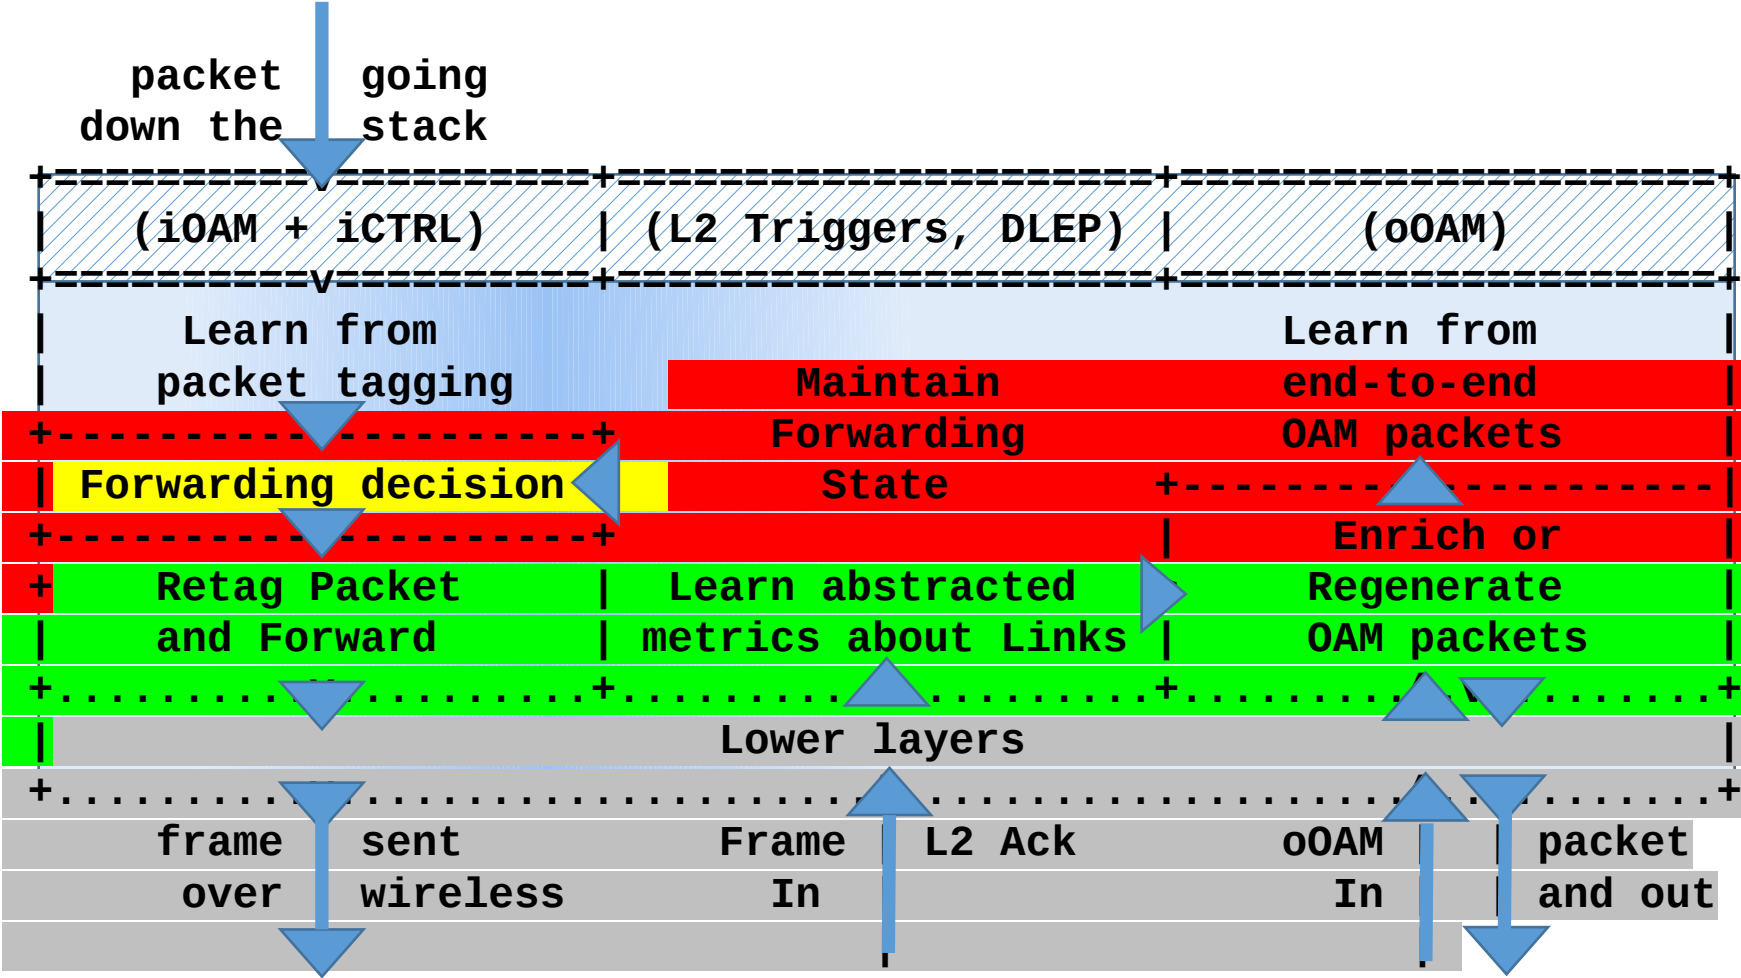 packet going
down the stack
+=====================+=====================+=====================+
| (iOAM + iCTRL) | (L2 Triggers, DLEP) | (oOAM) |
+==========v==========+=====================+=====================+
| Learn from Learn from |
| packet tagging Maintain end-to-end |
+---------------------+ Forwarding OAM packets |
| Forwarding decision State +---------------------|
+---------------------+ | Enrich or |
+ Retag Packet | Learn abstracted Regenerate |
| and Forward | metrics about Links | OAM packets |
+.....................+.....................+.....................+
| Lower layers |
+.................................................................+
frame sent Frame | L2 Ack oOAM | | packet
over wireless In | In | | and out
| |